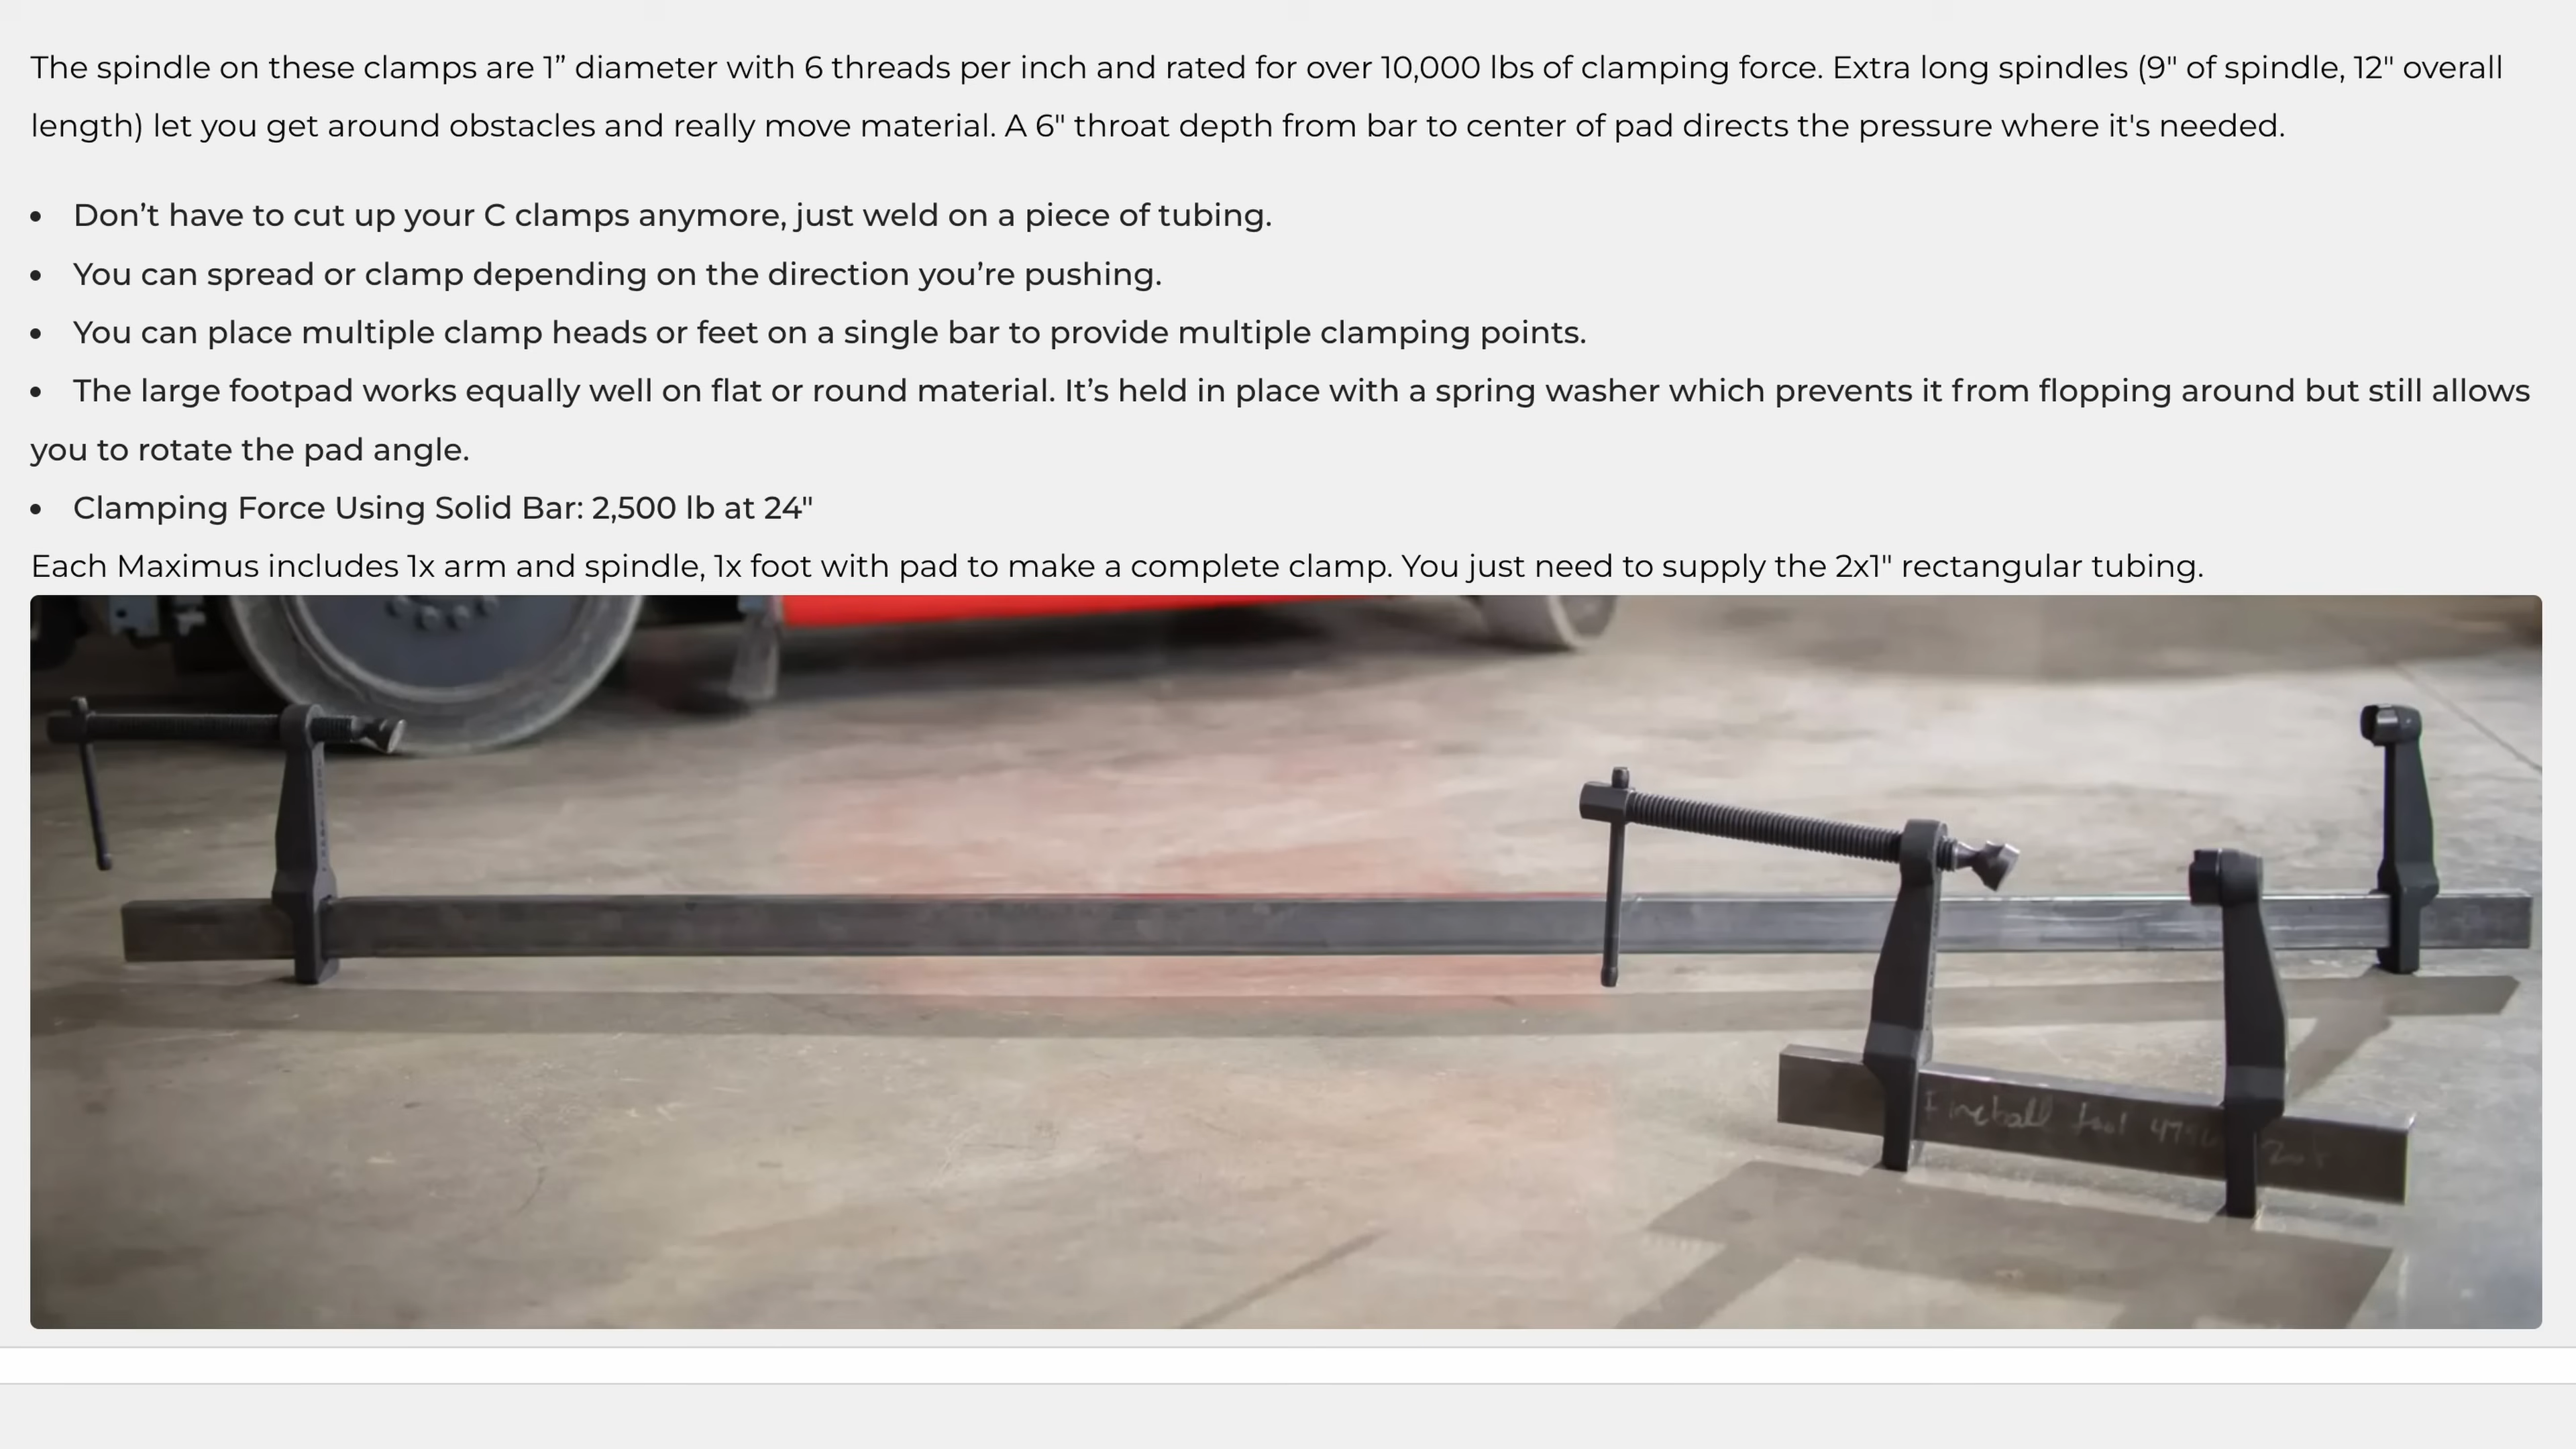 The spindle on these clamps are 1” diameter with 6 threads per inch and rated for over 10,000 lbs of clamping force. Extra long spindles (9" of spindle, 12" overall
length) let you get around obstacles and really move material. A 6" throat depth from bar to center of pad directs the pressure where it's needed.
• Don’t have to cut up your C clamps anymore, just weld on a piece of tubing.
• You can spread or clamp depending on the direction you’re pushing.
• You can place multiple clamp heads or feet on a single bar to provide multiple clamping points.
• The large footpad works equally well on flat or round material. It’s held in place with a spring washer which prevents it from flopping around but still allows
you to rotate the pad angle.
• Clamping Force Using Solid Bar: 2,500 lb at 24"
Each Maximus includes 1x arm and spindle, 1x foot with pad to make a complete clamp. You just need to supply the 2x1" rectangular tubing.
Fireball tool